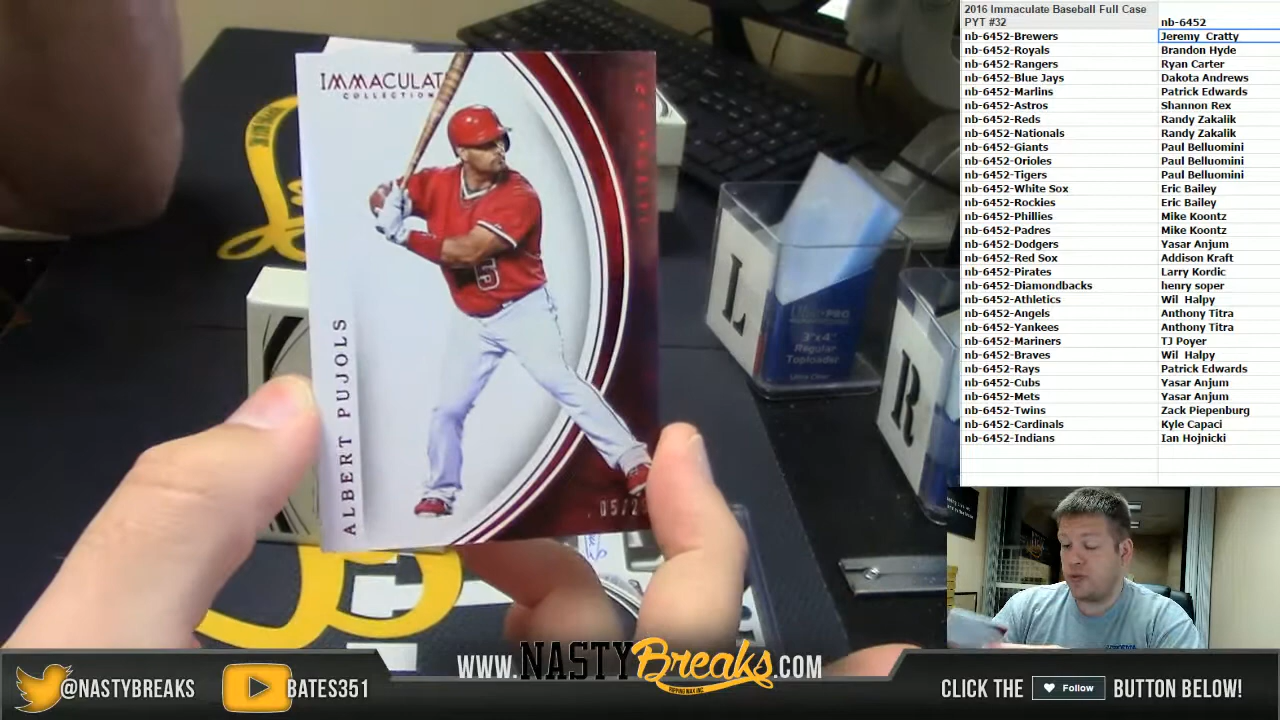 IMMACULAT
COLLECTION
ALBERT PUJOLS
5
L
R
3"x4"
Regular
Toploader
2016 Immaculate Baseball Full Case
PYT #32 nb-6452
nb-6452-Brewers Jeremy Cratty
nb-6452-Royals Brandon Hyde
nb-6452-Rangers Ryan Carter
nb-6452-Blue Jays Dakota Andrews
nb-6452-Marlins Patrick Edwards
nb-6452-Astros Shannon Rex
nb-6452-Reds Randy Zakalik
nb-6452-Nationals Randy Zakalik
nb-6452-Giants Paul Belluomini
nb-6452-Orioles Paul Belluomini
nb-6452-Tigers Paul Belluomini
nb-6452-White Sox Eric Bailey
nb-6452-Rockies Eric Bailey
nb-6452-Phillies Mike Koontz
nb-6452-Padres Mike Koontz
nb-6452-Dodgers Yasar Anjum
nb-6452-Red Sox Addison Kraft
nb-6452-Pirates Larry Kordic
nb-6452-Diamondbacks henry soper
nb-6452-Athletics Wil Halpy
nb-6452-Angels Anthony Titra
nb-6452-Yankees Anthony Titra
nb-6452-Mariners TJ Poyer
nb-6452-Braves Wil Halpy
nb-6452-Rays Patrick Edwards
nb-6452-Cubs Yasar Anjum
nb-6452-Mets Yasar Anjum
nb-6452-Twins Zack Piepenburg
nb-6452-Cardinals Kyle Capaci
nb-6452-Indians Ian Hojnicki
@NASTYBREAKS
BATES351
WWW.NASTYBreaks.COM
RIPPING WAX INC
CLICK THE Follow BUTTON BELOW!